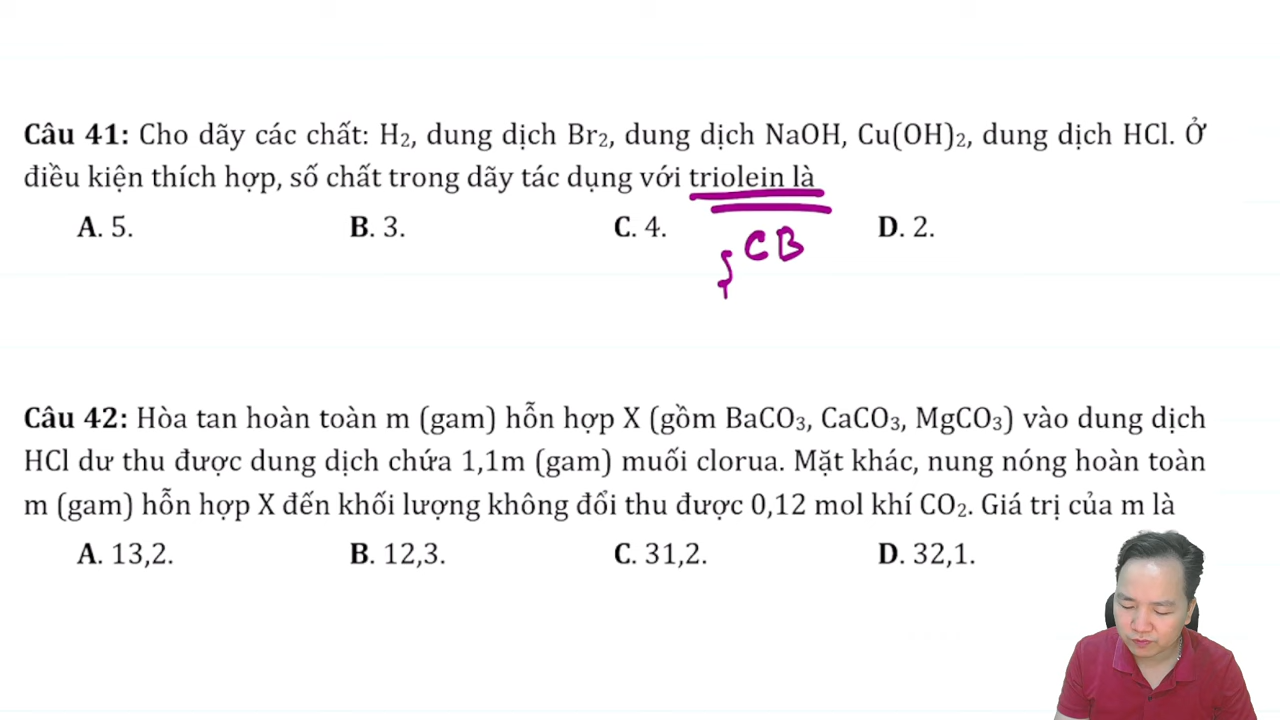 Câu 41: Cho dãy các chất: H₂, dung dịch Br₂, dung dịch NaOH, Cu(OH)₂, dung dịch HCl. Ở
điều kiện thích hợp, số chất trong dãy tác dụng với triolein là
A. 5. B. 3. C. 4. D. 2.
CB
Câu 42: Hòa tan hoàn toàn m (gam) hỗn hợp X (gồm BaCO₃, CaCO₃, MgCO₃) vào dung dịch
HCl dư thu được dung dịch chứa 1,1m (gam) muối clorua. Mặt khác, nung nóng hoàn toàn
m (gam) hỗn hợp X đến khối lượng không đổi thu được 0,12 mol khí CO₂. Giá trị của m là
A. 13,2. B. 12,3. C. 31,2. D. 32,1.